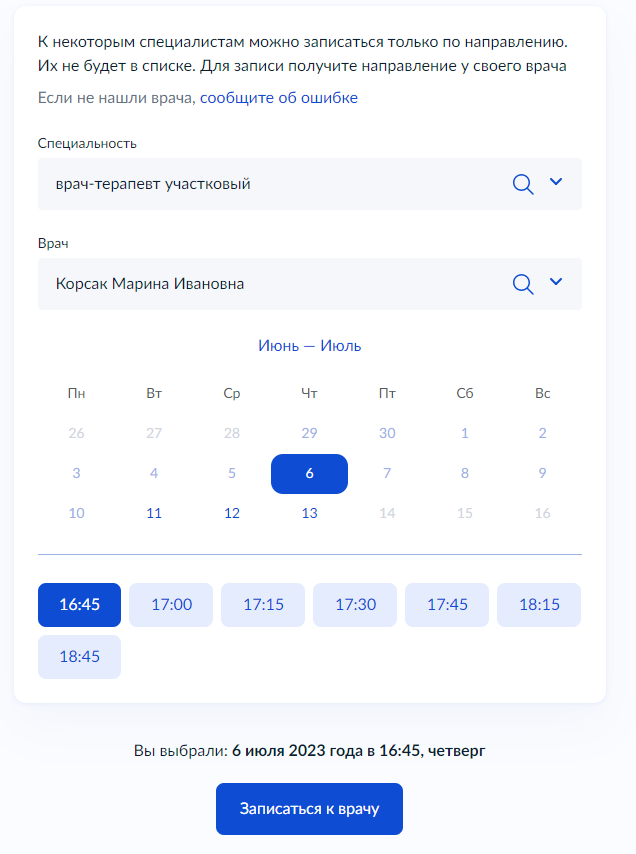 К некоторым специалистам можно записаться только по направлению.
Их не будет в списке. Для записи получите направление у своего врача
Если не нашли врача, сообщите об ошибке
Специальность
врач-терапевт участковый
Врач
Корсак Марина Ивановна
Июнь — Июль
Пн Вт Ср Чт Пт Сб Вс
26 27 28 29 30 1 2
3 4 5 6 7 8 9
10 11 12 13 14 15 16
16:45 17:00 17:15 17:30 17:45 18:15
18:45
Вы выбрали: 6 июля 2023 года в 16:45, четверг
Записаться к врачу